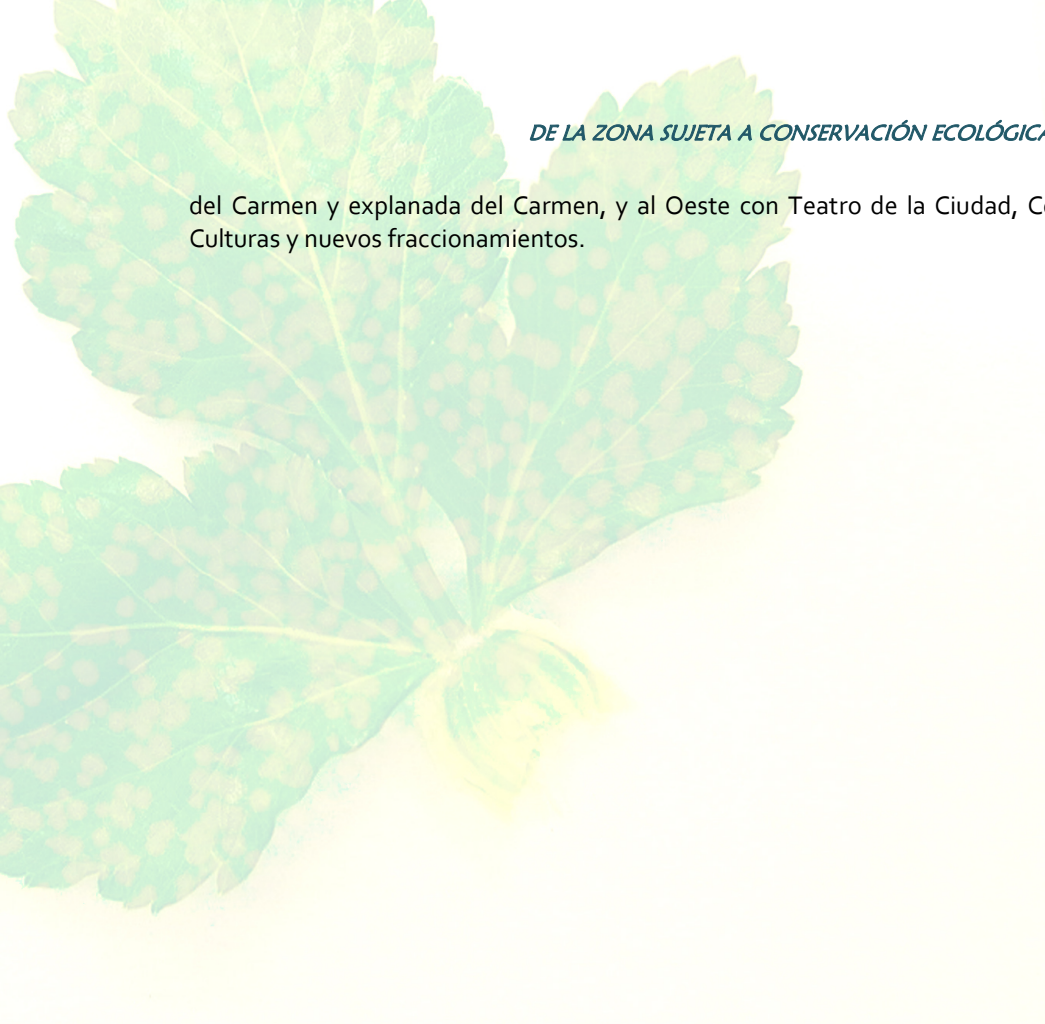 DE LA ZONA SUJETA A CONSERVACIÓN ECOLÓGICA
del Carmen y explanada del Carmen, y al Oeste con Teatro de la Ciudad,
Culturas y nuevos fraccionamientos.